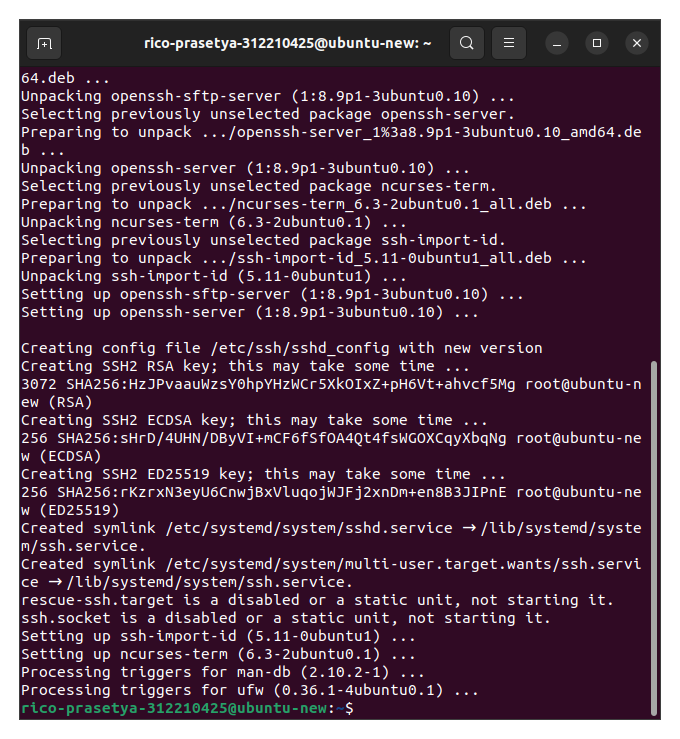 rico-prasetya-312210425@ubuntu-new: ~
64.deb ...
Unpacking openssh-sftp-server (1:8.9p1-3ubuntu0.10) ...
Selecting previously unselected package openssh-server.
Preparing to unpack .../openssh-server_1%3a8.9p1-3ubuntu0.10_amd64.de
b ...
Unpacking openssh-server (1:8.9p1-3ubuntu0.10) ...
Selecting previously unselected package ncurses-term.
Preparing to unpack .../ncurses-term_6.3-2ubuntu0.1_all.deb ...
Unpacking ncurses-term (6.3-2ubuntu0.1) ...
Selecting previously unselected package ssh-import-id.
Preparing to unpack .../ssh-import-id_5.11-0ubuntu1_all.deb ...
Unpacking ssh-import-id (5.11-0ubuntu1) ...
Setting up openssh-sftp-server (1:8.9p1-3ubuntu0.10) ...
Setting up openssh-server (1:8.9p1-3ubuntu0.10) ...
Creating config file /etc/ssh/sshd_config with new version
Creating SSH2 RSA key; this may take some time ...
3072 SHA256:HzJPvaauWzsY0hpYHzWCr5XkOIxZ+pH6Vt+ahvcf5Mg root@ubuntu-n
ew (RSA)
Creating SSH2 ECDSA key; this may take some time ...
256 SHA256:sHrD/4UHN/DByVI+mCF6fSfOA4Qt4fsWGOXCqyXbqNg root@ubuntu-ne
w (ECDSA)
Creating SSH2 ED25519 key; this may take some time ...
256 SHA256:rKzrxN3eyU6CnwjBxVluqojWJFj2xnDm+en8B3JIPnE root@ubuntu-ne
w (ED25519)
Created symlink /etc/systemd/system/sshd.service → /lib/systemd/syste
m/ssh.service.
Created symlink /etc/systemd/system/multi-user.target.wants/ssh.servi
ce → /lib/systemd/system/ssh.service.
rescue-ssh.target is a disabled or a static unit, not starting it.
ssh.socket is a disabled or a static unit, not starting it.
Setting up ssh-import-id (5.11-0ubuntu1) ...
Setting up ncurses-term (6.3-2ubuntu0.1) ...
Processing triggers for man-db (2.10.2-1) ...
Processing triggers for ufw (0.36.1-4ubuntu0.1) ...
rico-prasetya-312210425@ubuntu-new:~$